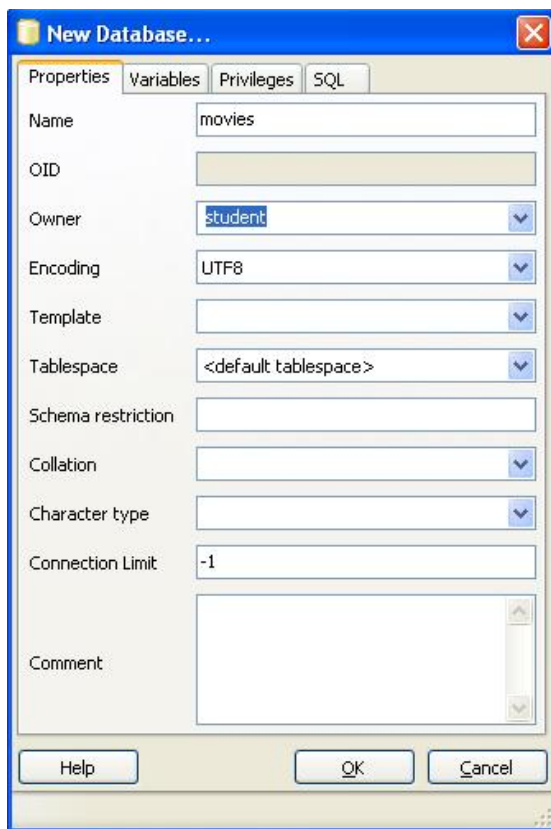 New Database...
Properties Variables Privileges SQL
Name movies
OID
Owner student
Encoding UTF8
Template
Tablespace <default tablespace>
Schema restriction
Collation
Character type
Connection Limit -1
Comment
Help OK Cancel